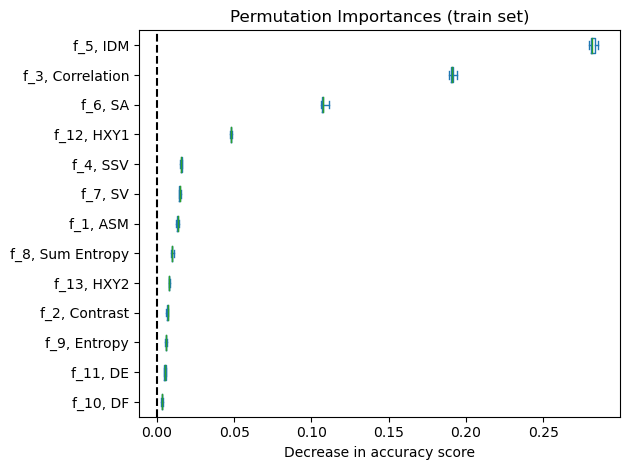 Permutation Importances (train set)
f_5, IDM
f_3, Correlation
f_6, SA
f_12, HXY1
f_4, SSV
f_7, SV
f_1, ASM
f_8, Sum Entropy
f_13, HXY2
f_2, Contrast
f_9, Entropy
f_11, DE
f_10, DF
0.00 0.05 0.10 0.15 0.20 0.25
Decrease in accuracy score